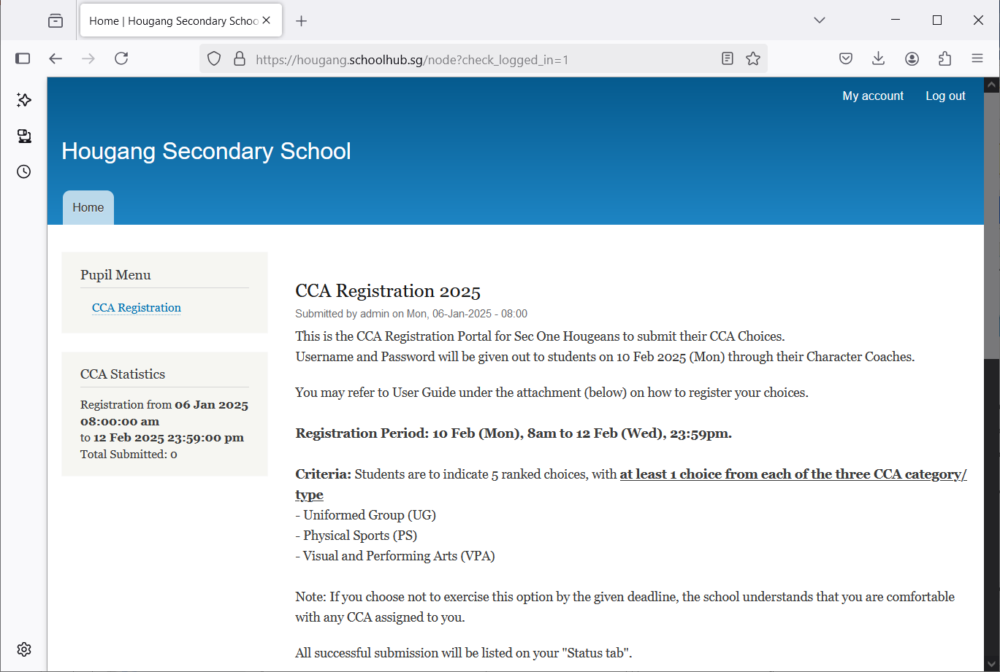 Home | Hougang Secondary Schoo
https://hougang.schoolhub.sg/node?check_logged_in=1
My account Log out
Hougang Secondary School
Home
Pupil Menu
CCA Registration
CCA Statistics
Registration from 06 Jan 2025
08:00:00 am
to 12 Feb 2025 23:59:00 pm
Total Submitted: 0
CCA Registration 2025
Submitted by admin on Mon, 06-Jan-2025 - 08:00
This is the CCA Registration Portal for Sec One Hougeans to submit their CCA Choices.
Username and Password will be given out to students on 10 Feb 2025 (Mon) through their Character Coaches.
You may refer to User Guide under the attachment (below) on how to register your choices.
Registration Period: 10 Feb (Mon), 8am to 12 Feb (Wed), 23:59pm.
Criteria: Students are to indicate 5 ranked choices, with at least 1 choice from each of the three CCA category/
type
- Uniformed Group (UG)
- Physical Sports (PS)
- Visual and Performing Arts (VPA)
Note: If you choose not to exercise this option by the given deadline, the school understands that you are comfortable
with any CCA assigned to you.
All successful submission will be listed on your "Status tab".